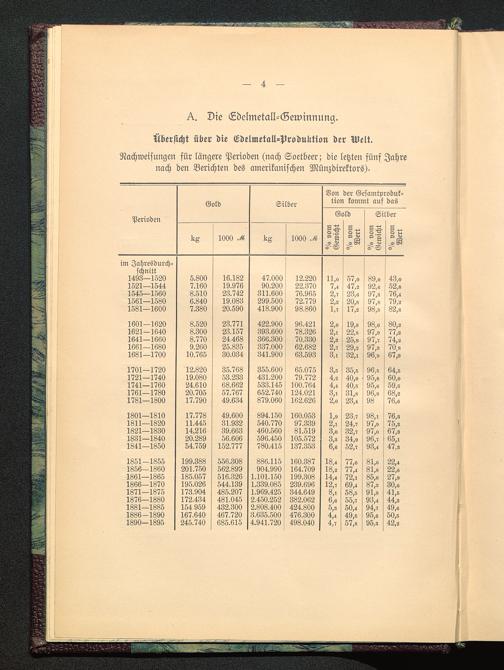 — 4 —
A. Die Edelmetall-Gewinnung.
Übersicht über die Edelmetall-Produktion der Welt.
Nachweisungen für längere Perioden (nach Soetbeer; die letzten fünf Jahre
nach den Berichten des amerikanischen Münzdirektors).
Perioden Gold Silber Von der Gesamtproduk-
tion kommt auf das
Gold Silber
kg 1000 ℳ kg 1000 ℳ % vom Gewicht % vom Wert % vom Gewicht % vom Wert
im Jahresdurch-
schnitt
1493—1520 5.800 16.182 47.000 12.220 11,0 57,0 89,0 43,0
1521—1544 7.160 19.976 90.200 22.370 7,4 47,2 92,6 52,8
1545—1560 8.510 23.742 311.600 76.965 2,7 23,6 97,3 76,4
1561—1580 6.840 19.083 299.500 72.779 2,2 20,8 97,8 79,2
1581—1600 7.380 20.590 418.900 98.860 1,7 17,2 98,3 82,8
1601—1620 8.520 23.771 422.900 96.421 2,0 19,8 98,0 80,2
1621—1640 8.300 23.157 393.600 78.326 2,1 22,8 97,9 77,2
1641—1660 8.770 24.468 366.300 70.330 2,3 25,8 97,7 74,2
1661—1680 9.260 25.835 337.000 62.682 2,7 29,2 97,3 70,8
1681—1700 10.765 30.034 341.900 63.593 3,1 32,1 96,9 67,9
1701—1720 12.820 35.768 355.600 65.075 3,5 35,5 96,5 64,5
1721—1740 19.080 53.233 431.200 79.772 4,2 40,0 95,8 60,0
1741—1760 24.610 68.662 533.145 100.764 4,4 40,5 95,6 59,5
1761—1780 20.705 57.767 652.740 124.021 3,1 31,8 96,9 68,2
1781—1800 17.790 49.634 879.060 162.626 2,0 23,4 98 76,6
1801—1810 17.778 49.600 894.150 160.053 1,9 23,7 98,1 76,3
1811—1820 11.445 31.932 540.770 97.339 2,1 24,7 97,9 75,3
1821—1830 14.216 39.663 460.560 81.519 3,0 32,7 97,0 67,3
1831—1840 20.289 56.606 596.450 105.572 3,3 34,9 96,7 65,1
1841—1850 54.759 152.777 780.415 137.353 6,6 52,7 93,4 47,3
1851—1855 199.388 556.308 886.115 160.387 18,4 77,6 81,6 22,4
1856—1860 201.750 562.899 904.990 164.709 18,2 77,4 81,8 22,6
1861—1865 185.057 516.326 1.101.150 199.308 14,4 72,1 85,6 27,9
1866—1870 195.026 544.139 1.339.085 239.696 12,7 69,4 87,3 30,6
1871—1875 173.904 485.207 1.969.425 344.649 8,1 58,5 91,9 41,5
1876—1880 172.434 481.045 2.450.252 382.062 6,6 55,7 93,4 44,3
1881—1885 154.959 432.300 2.808.400 424.800 5,2 50,4 94,8 49,6
1886—1890 167.640 467.720 3.635.500 476.300 4,4 49,5 95,6 50,5
1890—1895 245.740 685.615 4.941.720 498.040 4,7 57,8 95,3 42,2